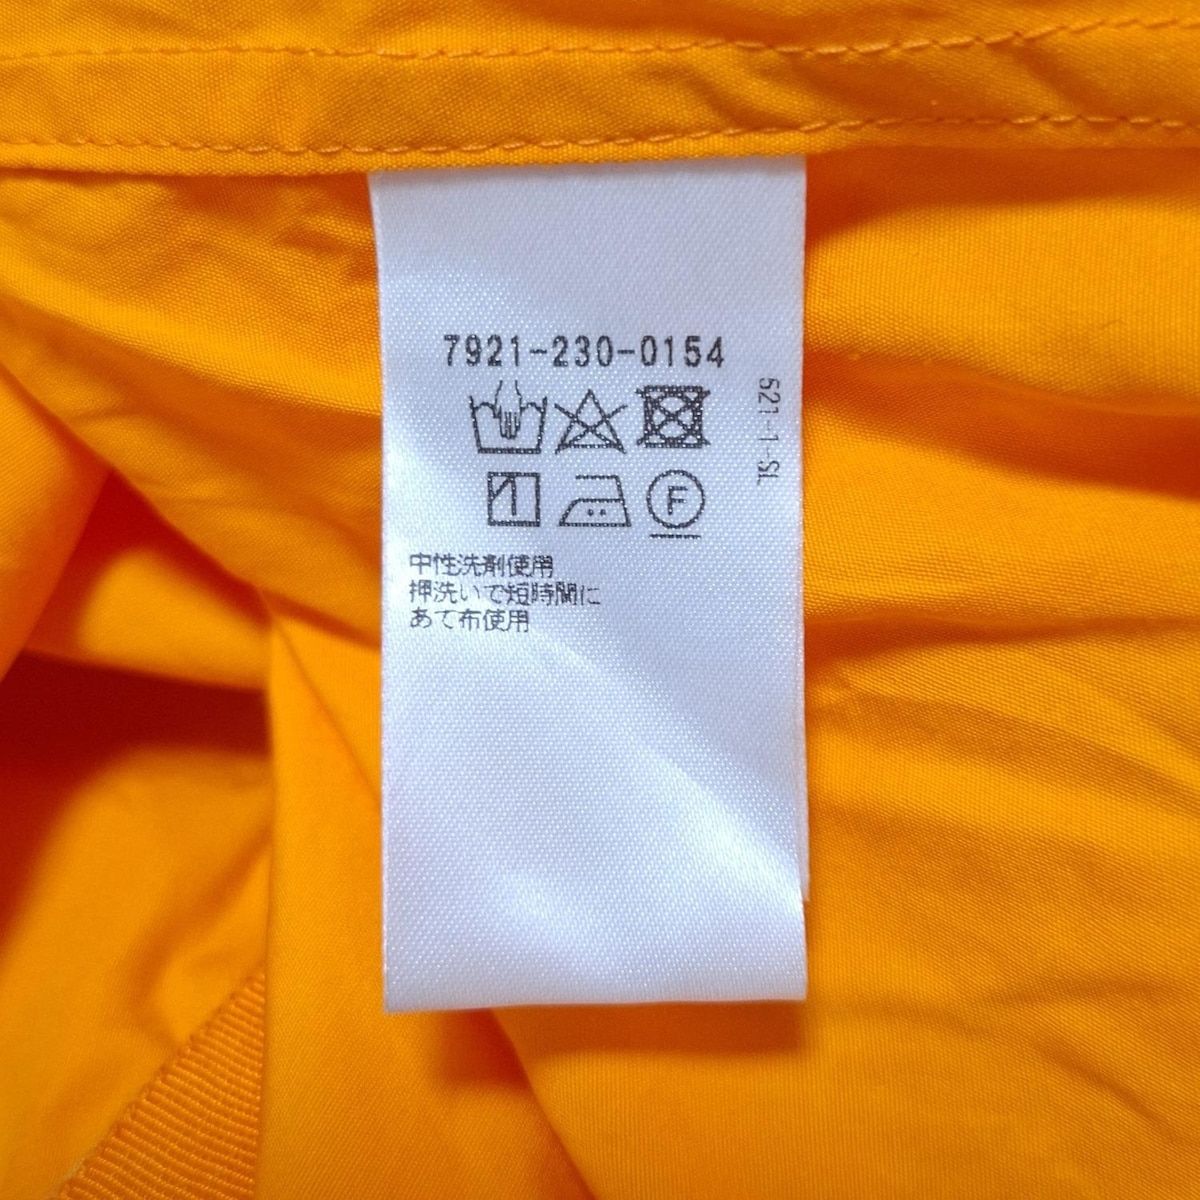 7921-230-0154
521-1-SL
F
中性洗剤使用
押洗いで短時間に
あて布使用